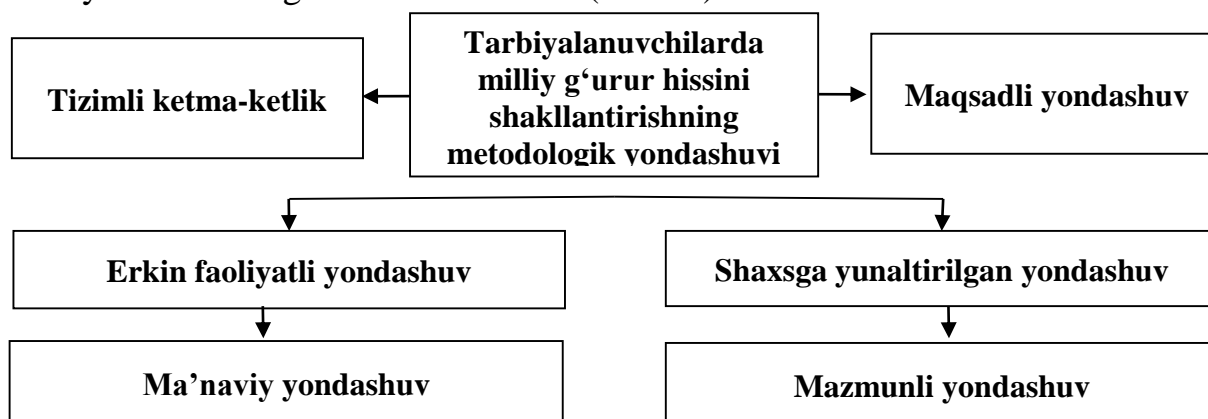 Tarbiyalanuvchilarda
milliy g‘urur hissini
shakllantirishning
metodologik yondashuvi
Tizimli ketma-ketlik
Maqsadli yondashuv
Erkin faoliyatli yondashuv
Shaxsga yunaltirilgan yondashuv
Ma’naviy yondashuv
Mazmunli yondashuv